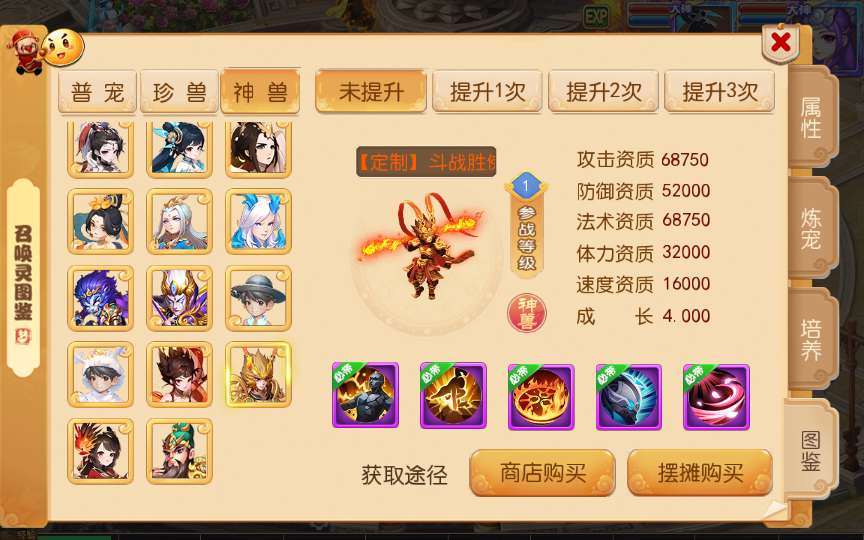 EXP
大神
大神
普宠
珍兽
神兽
未提升
提升1次
提升2次
提升3次
召唤灵图鉴
【定制】斗战胜
1
参战等级
神兽
攻击资质 68750
防御资质 52000
法术资质 68750
体力资质 32000
速度资质 16000
成 长 4.000
必带
必带
必带
必带
必带
获取途径
商店购买
摆摊购买
属性
炼宠
培养
图鉴